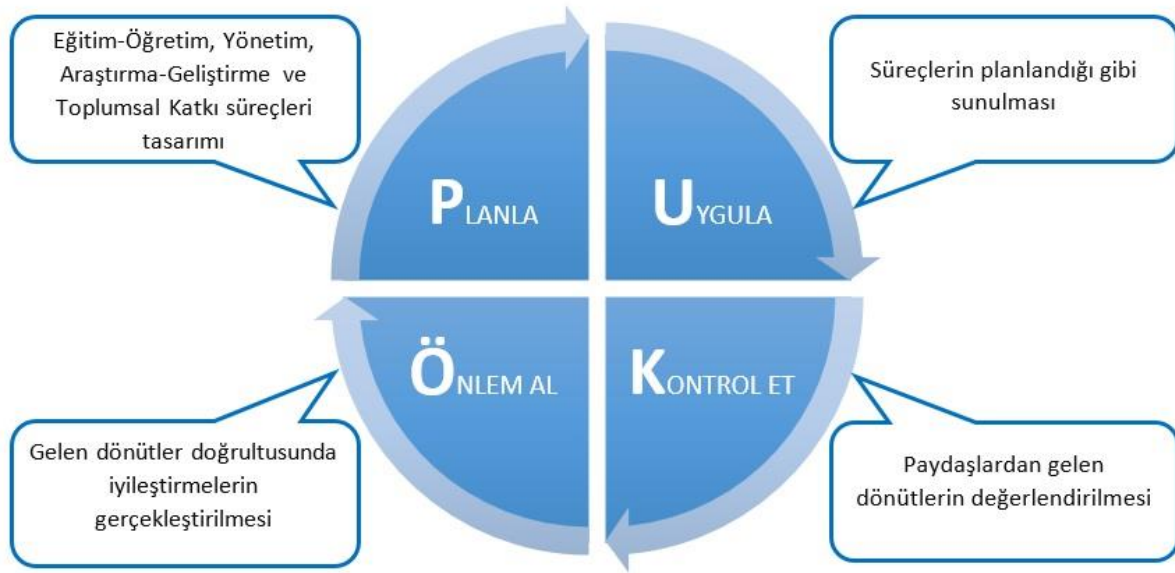 Eğitim-Öğretim, Yönetim,
Araştırma-Geliştirme ve
Toplumsal Katkı süreçleri
tasarımı
Süreçlerin planlandığı gibi
sunulması
PLANLA
UYGULA
ÖNLEM AL
KONTROL ET
Gelen dönütler doğrultusunda
iyileştirmelerin
gerçekleştirilmesi
Paydaşlardan gelen
dönütlerin değerlendirilmesi